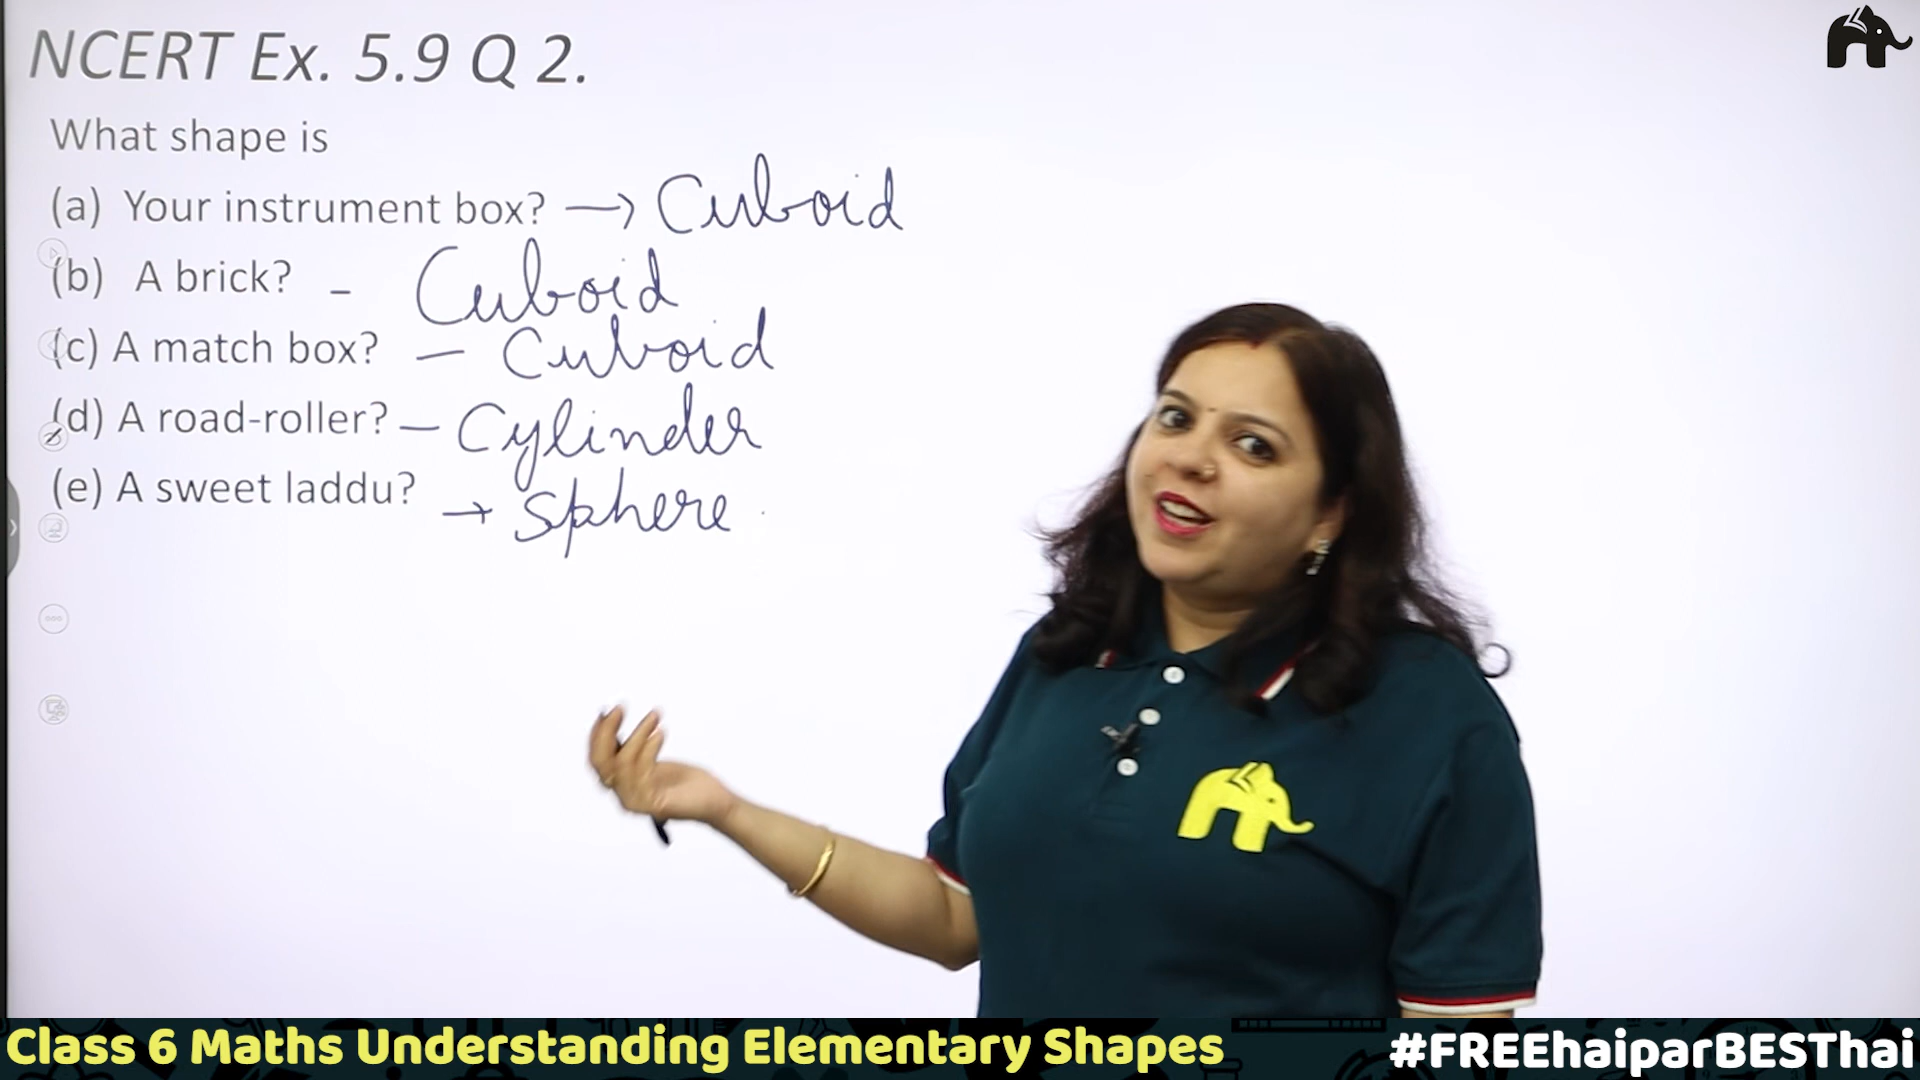 NCERT Ex. 5.9 Q 2.
What shape is
(a) Your instrument box? → Cuboid
(b) A brick? - Cuboid
(c) A match box? - Cuboid
(d) A road-roller? - Cylinder
(e) A sweet laddu? → Sphere
Class 6 Maths Understanding Elementary Shapes
#FREEhaiparBESThai